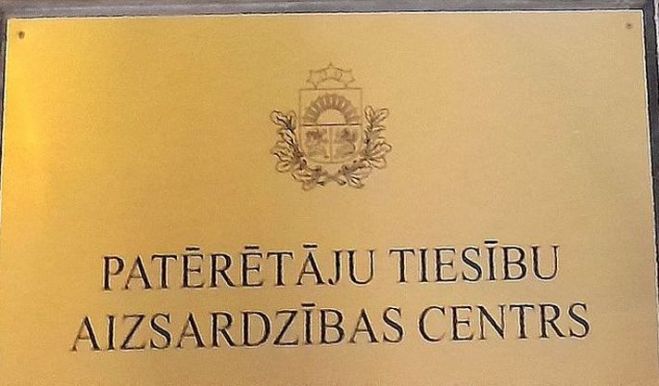 PATĒRĒTĀJU TIESĪBU
AIZSARDZĪBAS CENTRS